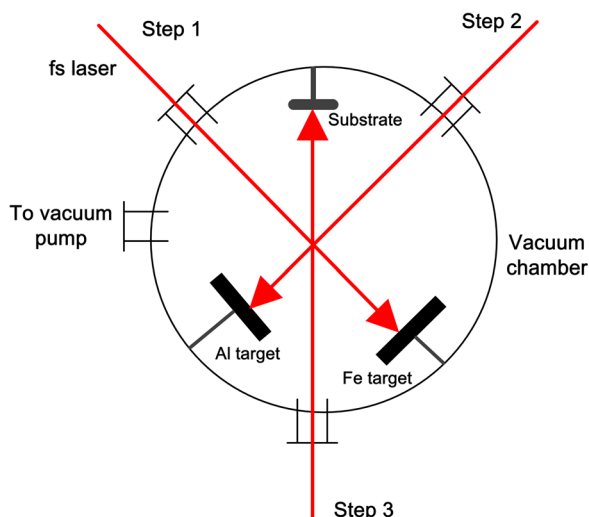 Step 1
Step 2
fs laser
Substrate
To vacuum
pump
Vacuum
chamber
Al target
Fe target
Step 3